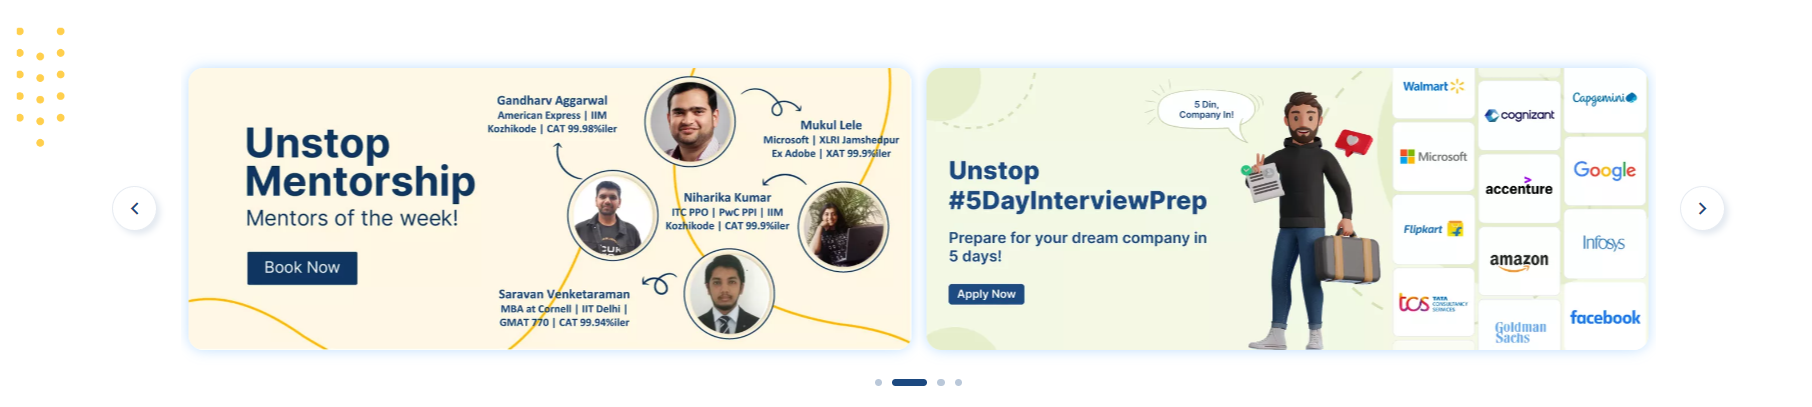 Unstop
Mentorship
Mentors of the week!
Book Now
Gandharv Aggarwal
American Express | IIM
Kozhikode | CAT 99.98%iler
Mukul Lele
Microsoft | XLRI Jamshedpur
Ex Adobe | XAT 99.9%iler
Niharika Kumar
ITC PPO | PwC PPI | IIM
Kozhikode | CAT 99.9%iler
Saravan Venketaraman
MBA at Cornell | IIT Delhi |
GMAT 770 | CAT 99.94%iler
Unstop
#5DayInterviewPrep
Prepare for your dream company in
5 days!
Apply Now
5 Din,
Company In!
Walmart
Microsoft
Flipkart
tcs TATA
CONSULTANCY
SERVICES
cognizant
accenture
amazon
Goldman
Sachs
Capgemini
Google
Infosys
facebook